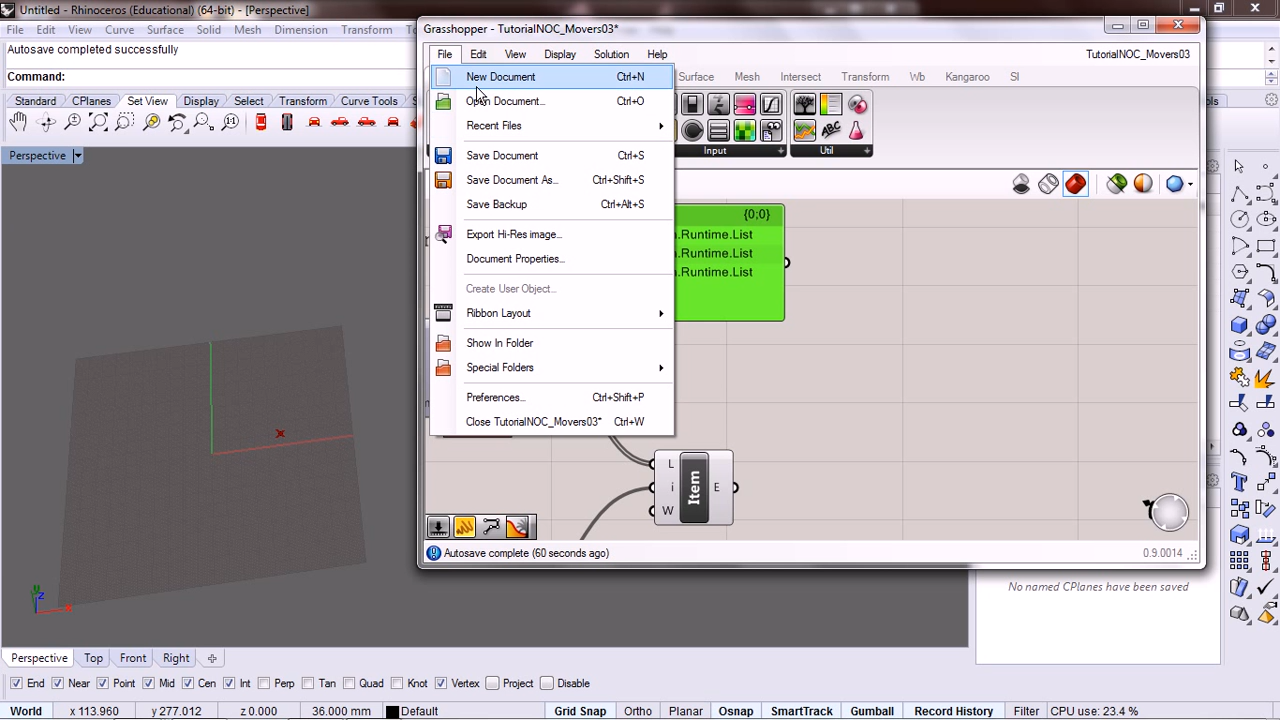 Untitled - Rhinoceros (Educational) (64-bit) - [Perspective]
File Edit View Curve Surface Solid Mesh Dimension Transform
Autosave completed successfully
Command:
Standard CPlanes Set View Display Select Transform Curve Tools
Perspective
Grasshopper - TutorialNOC_Movers03*
File Edit View Display Solution Help TutorialNOC_Movers03
Surface Mesh Intersect Transform Wb Kangaroo SI
Input Util
New Document Ctrl+N
Open Document... Ctrl+O
Recent Files
Save Document Ctrl+S
Save Document As... Ctrl+Shift+S
Save Backup Ctrl+Alt+S
Export Hi-Res image...
Document Properties...
Create User Object...
Ribbon Layout
Show In Folder
Special Folders
Preferences... Ctrl+Shift+P
Close TutorialNOC_Movers03* Ctrl+W
{0;0}
.Runtime.List
.Runtime.List
.Runtime.List
L
i
W
Item
E
Autosave complete (60 seconds ago) 0.9.0014
No named CPlanes have been saved
z
Perspective Top Front Right
End Near Point Mid Cen Int Perp Tan Quad Knot Vertex Project Disable
World x 113.960 y 277.012 z 0.000 36.000 mm Default Grid Snap Ortho Planar Osnap SmartTrack Gumball Record History Filter CPU use: 23.4 %